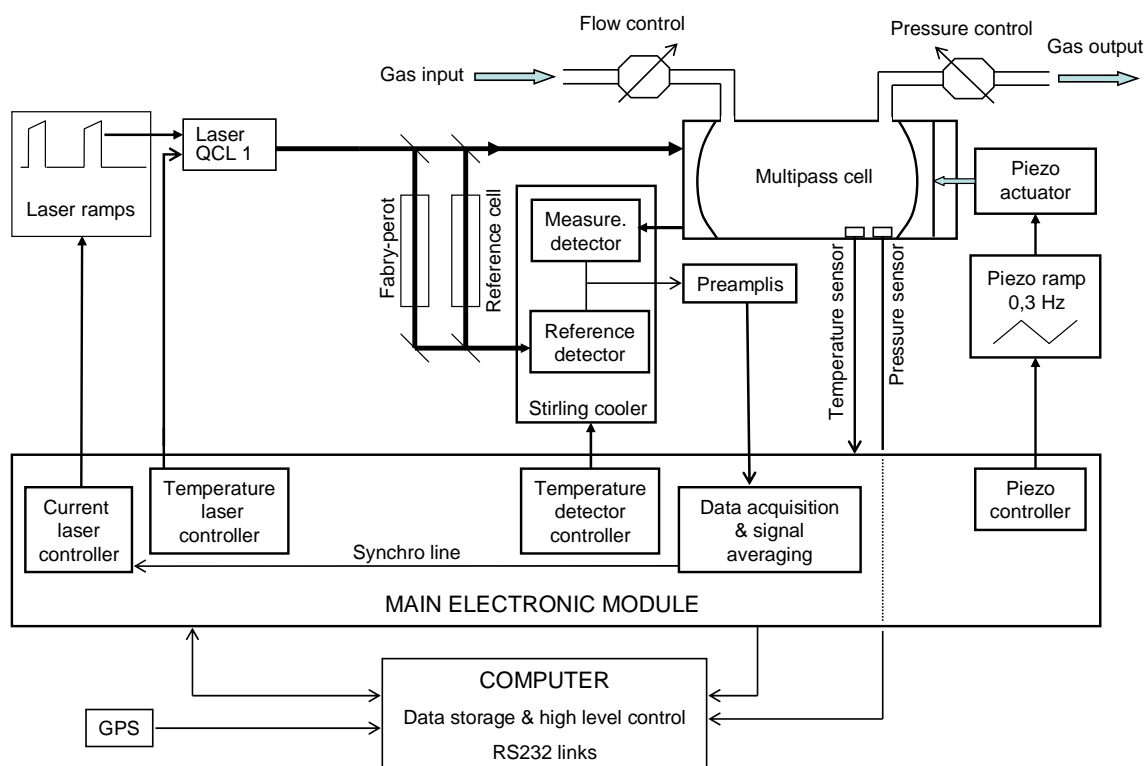 Flow control
Pressure control
Gas output
Gas input
Laser
QCL 1
Laser ramps
Multipass cell
Piezo
actuator
Fabry-perot
Reference cell
Measure.
detector
Preamplis
Reference
detector
Stirling cooler
Temperature sensor
Pressure sensor
Piezo ramp
0,3 Hz
Current
laser
controller
Temperature
laser
controller
Temperature
detector
controller
Data acquisition
& signal
averaging
Piezo
controller
Synchro line
MAIN ELECTRONIC MODULE
COMPUTER
Data storage & high level control
RS232 links
GPS